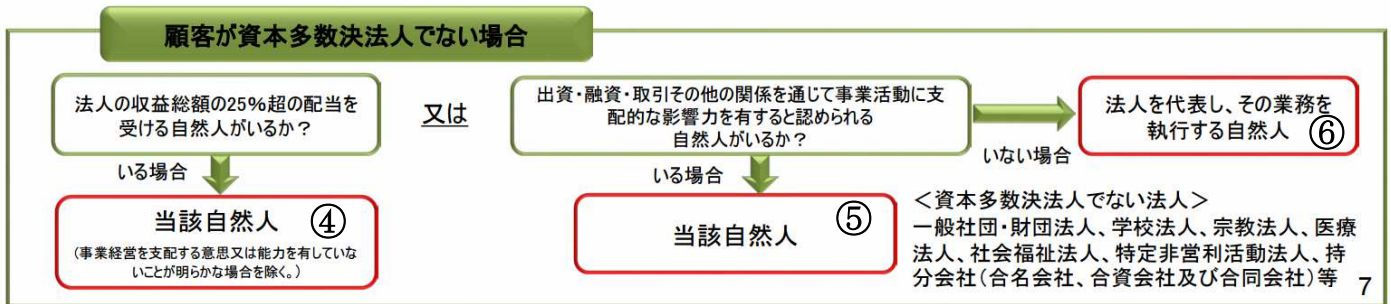 顧客が資本多数決法人でない場合
法人の収益総額の25%超の配当を
受ける自然人がいるか?
又は
出資・融資・取引その他の関係を通じて事業活動に支
配的な影響力を有すると認められる
自然人がいるか?
いない場合
法人を代表し、その業務を
執行する自然人
⑥
いる場合
当該自然人
④
(事業経営を支配する意思又は能力を有していな
いことが明らかな場合を除く。)
いる場合
当該自然人
⑤
<資本多数決法人でない法人>
一般社団・財団法人、学校法人、宗教法人、医療
法人、社会福祉法人、特定非営利活動法人、持
分会社(合名会社、合資会社及び合同会社)等
7